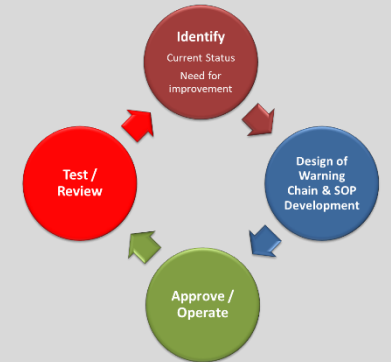 Identify
Current Status
Need for
improvement
Design of
Warning
Chain & SOP
Development
Approve /
Operate
Test /
Review